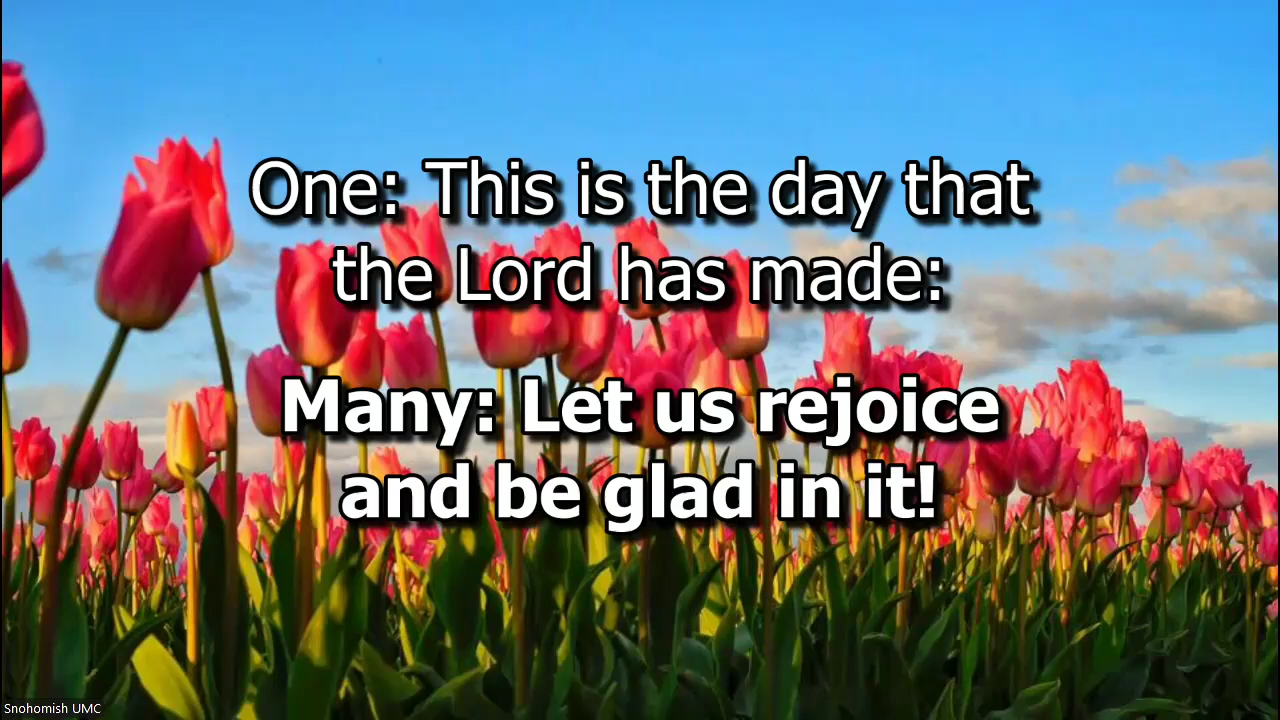 One: This is the day that
the Lord has made:
Many: Let us rejoice
and be glad in it!
Snohomish UMC